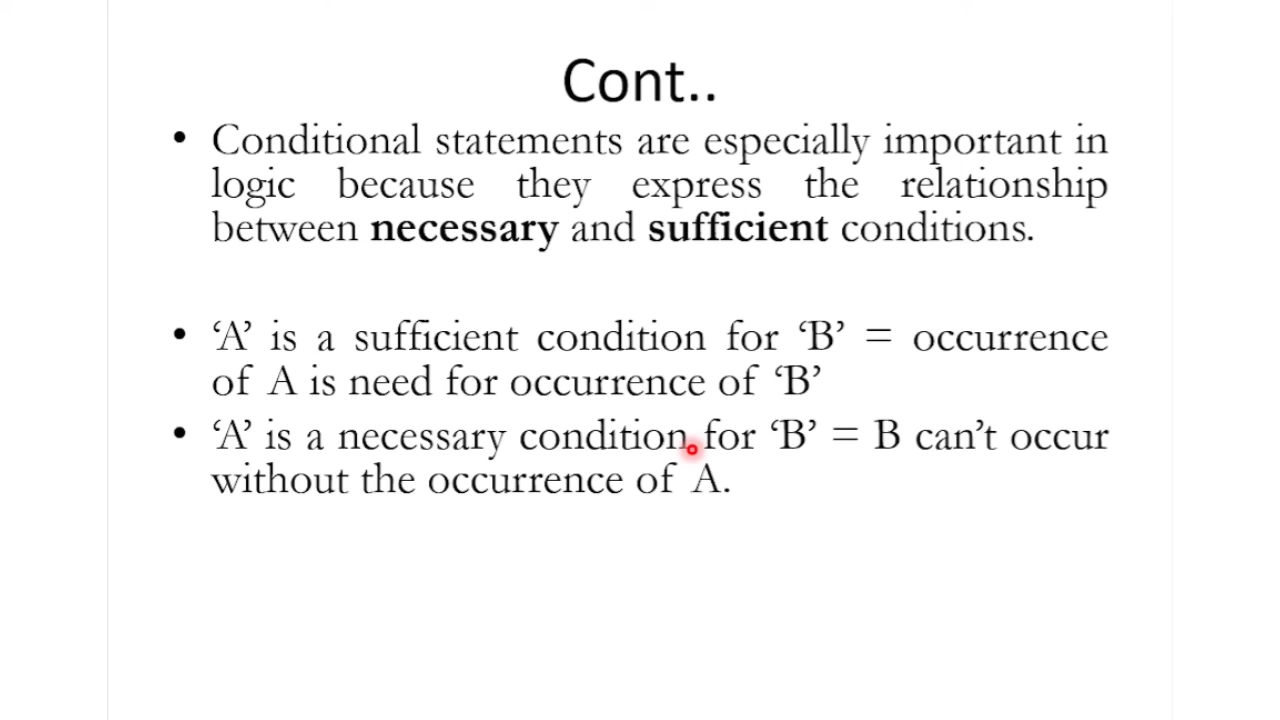 Cont..
• Conditional statements are especially important in
logic because they express the relationship
between necessary and sufficient conditions.
• ‘A’ is a sufficient condition for ‘B’ = occurrence
of A is need for occurrence of ‘B’
• ‘A’ is a necessary condition for ‘B’ = B can’t occur
without the occurrence of A.